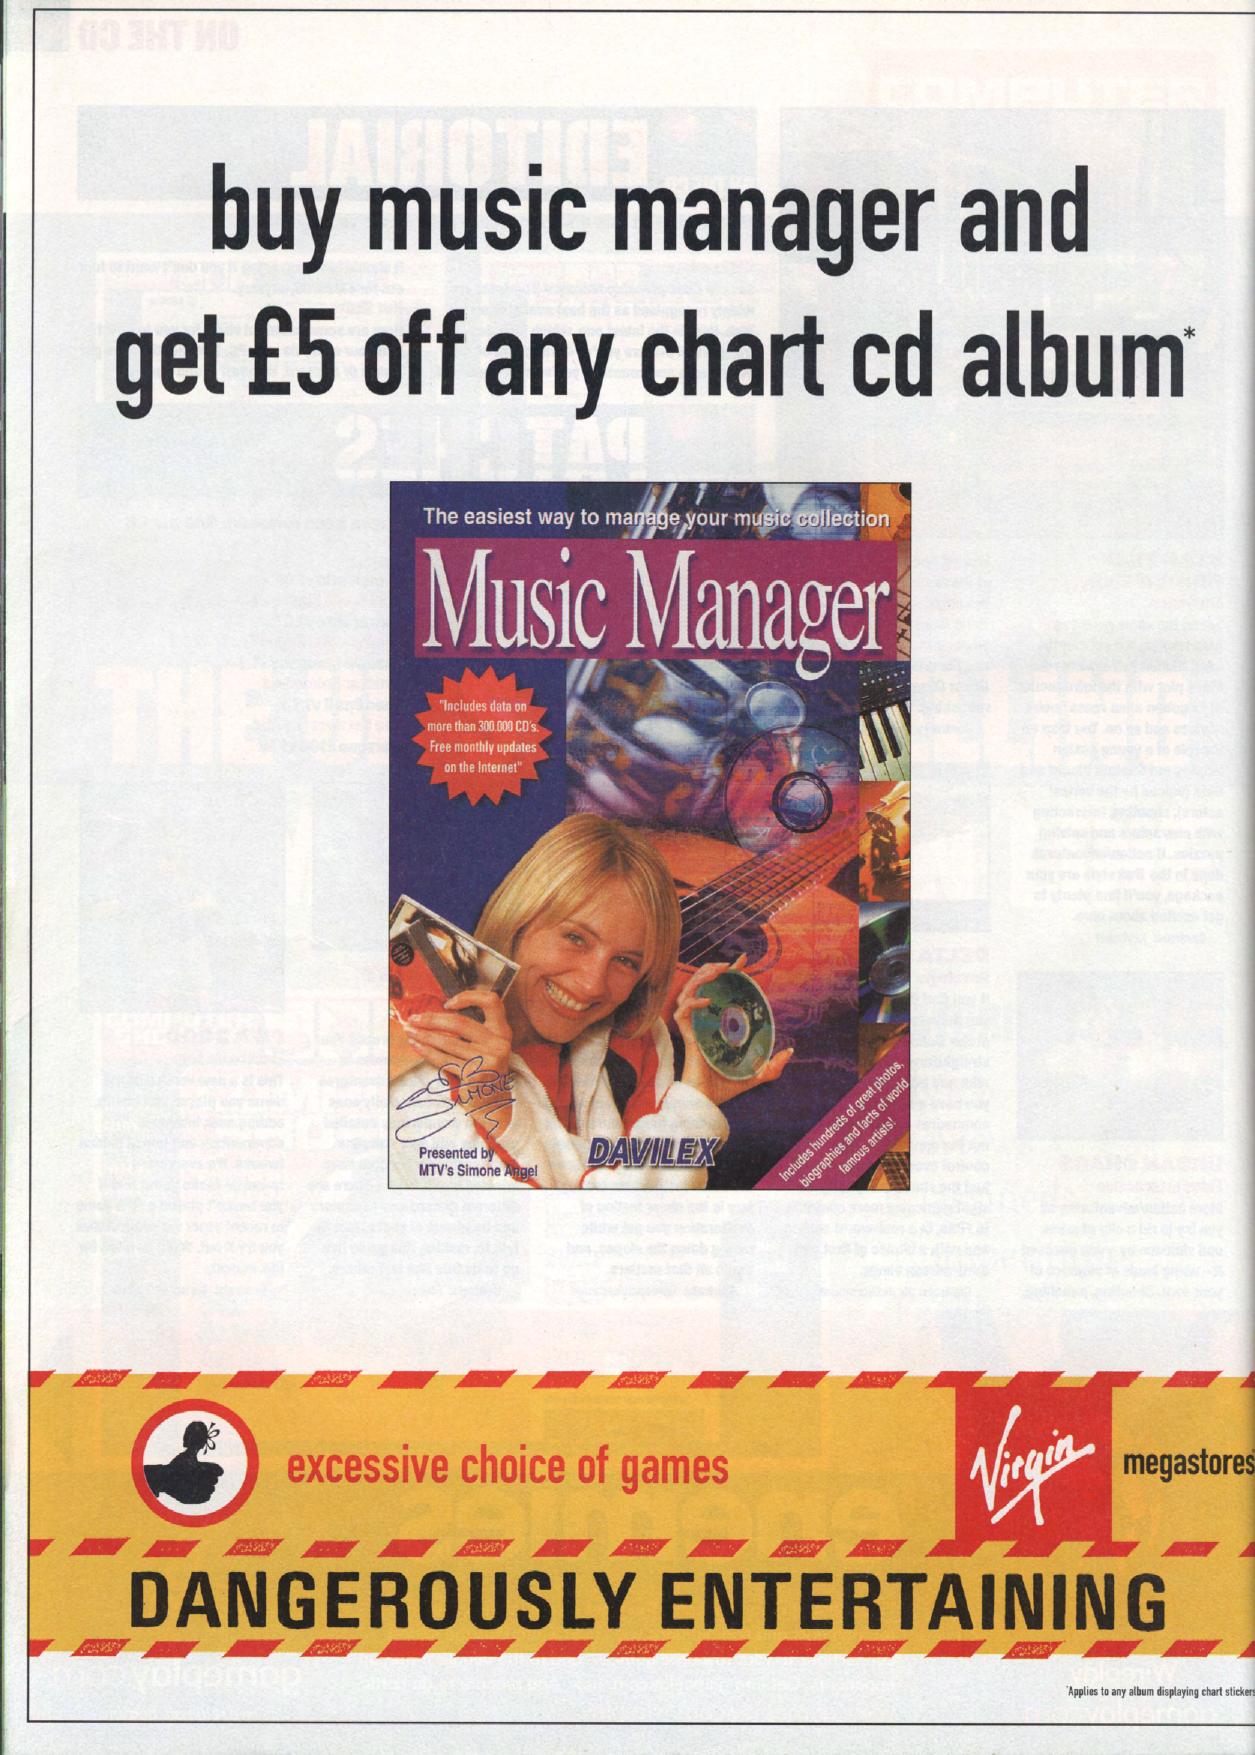 buy music manager and
get £5 off any chart cd album*
The easiest way to manage your music collection
Music Manager
"Includes data on
more than 300.000 CD's.
Free monthly updates
on the Internet"
SIMONE
Presented by
MTV's Simone Angel
DAVILEX
Includes hundreds of great photos,
biographies and facts of world
famous artists!
excessive choice of games
Virgin
megastores
DANGEROUSLY ENTERTAINING
*Applies to any album displaying chart stickers